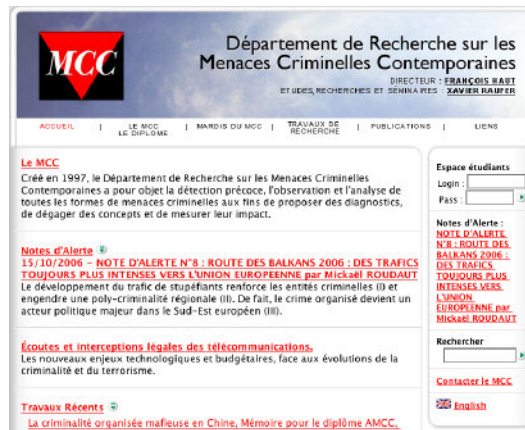 MCC
Département de Recherche sur les
Menaces Criminelles Contemporaines
DIRECTEUR : FRANÇOIS HAUT
ETUDES, RECHERCHES ET SÉMINAIRES : XAVIER RAUFER
ACCUEIL | LE MCC LE DIPLOME | MARDIS DU MCC | TRAVAUX DE RECHERCHE | PUBLICATIONS | LIENS
Le MCC
Créé en 1997, le Département de Recherche sur les Menaces Criminelles
Contemporaines a pour objet la détection précoce, l'observation et l'analyse de
toutes les formes de menaces criminelles aux fins de proposer des diagnostics,
de dégager des concepts et de mesurer leur impact.
Notes d'Alerte
15/10/2006 - NOTE D'ALERTE N°8 : ROUTE DES BALKANS 2006 : DES TRAFICS
TOUJOURS PLUS INTENSES VERS L'UNION EUROPEENNE par Mickaël ROUDAUT
Le développement du trafic de stupéfiants renforce les entités criminelles (I) et
engendre une poly-criminalité régionale (II). De fait, le crime organisé devient un
acteur politique majeur dans le Sud-Est européen (III).
Écoutes et interceptions légales des télécommunications.
Les nouveaux enjeux technologiques et budgétaires, face aux évolutions de la
criminalité et du terrorisme.
Travaux Récents
La criminalité organisée mafieuse en Chine, Mémoire pour le diplôme AMCC.
Espace étudiants
Login :
Pass :
Notes d'Alerte :
NOTE D'ALERTE
N°8 : ROUTE DES
BALKANS 2006 :
DES TRAFICS
TOUJOURS PLUS
INTENSES VERS
L'UNION
EUROPEENNE par
Mickaël ROUDAUT
Rechercher
Contacter le MCC
English